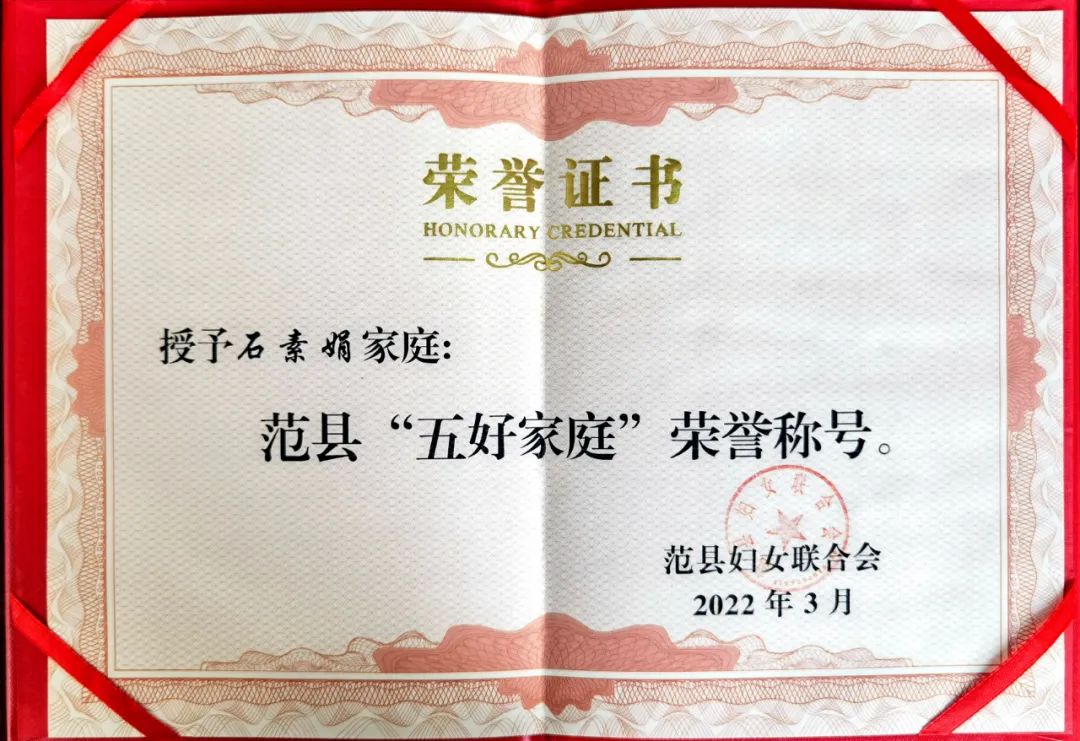 荣誉证书
HONORARY CREDENTIAL
授予石素娟家庭:
范县“五好家庭”荣誉称号。
范县妇女联合会
2022年3月